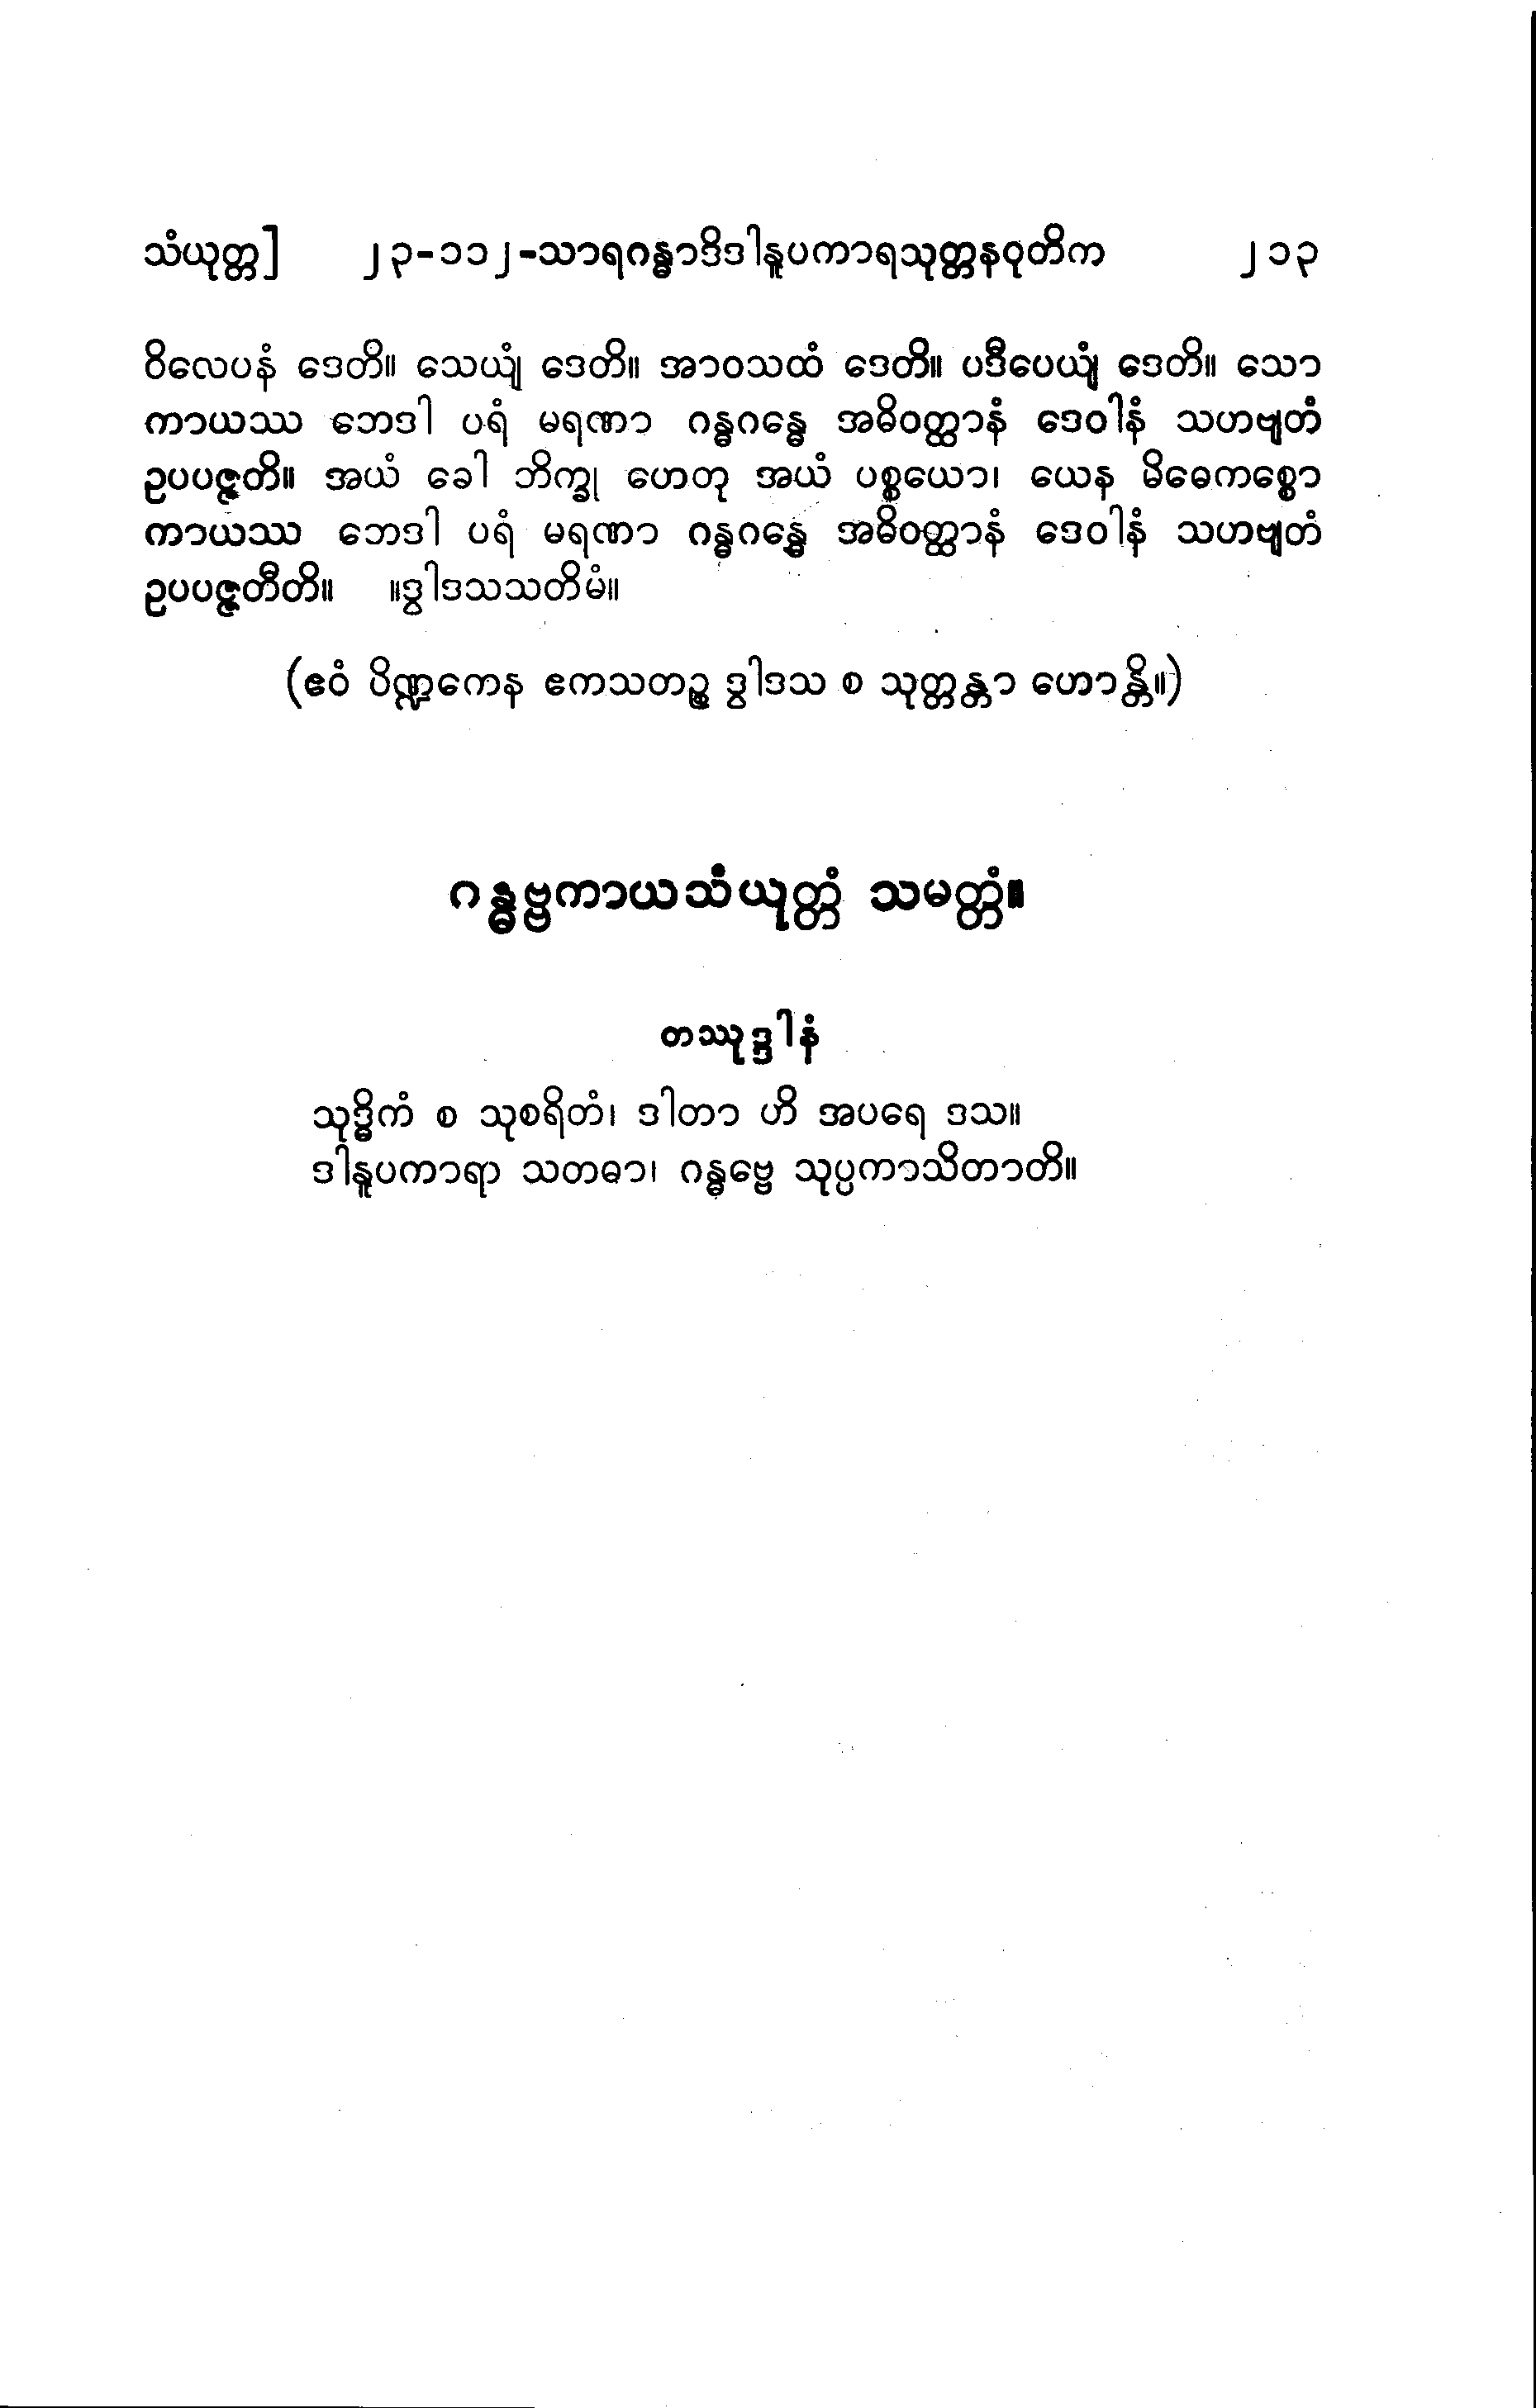 သံယုတ္တ] ၂၃-၁၁၂-သာရဂန္ဓာဒိဒါနူပကာရသုတ္တနဝုတိက ၂၁၃
ဝိလေပနံ ဒေတိ။ သေယျံ ဒေတိ။ အာဝသထံ ဒေတိ။ ပဒီပေယျံ ဒေတိ။ သော
ကာယဿ ဘေဒါ ပရံ မရဏာ ဂန္ဓဂန္ဓေ အဓိဝတ္ထာနံ ဒေဝါနံ သဟဗျတံ
ဥပပဇ္ဇတိ။ အယံ ခေါ ဘိက္ခု ဟေတု အယံ ပစ္စယော၊ ယေန မိဓေကစ္စော
ကာယဿ ဘေဒါ ပရံ မရဏာ ဂန္ဓဂန္ဓေ အဓိဝတ္ထာနံ ဒေဝါနံ သဟဗျတံ
ဥပပဇ္ဇတီတိ။ ။ဒွါဒသသတိမံ။
(ဧဝံ ပိဏ္ဍကေန ဧကသတဉ္စ ဒွါဒသ စ သုတ္တန္တာ ဟောန္တိ။)
ဂန္ဓဗ္ဗကာယသံယုတ္တံ သမတ္တံ။
တဿုဒ္ဒါနံ
သုဒ္ဓိကံ စ သုစရိတံ၊ ဒါတာ ဟိ အပရေ ဒသ။
ဒါနူပကာရာ သတဓာ၊ ဂန္ဓဗ္ဗေ သုပ္ပကာသိတာတိ။